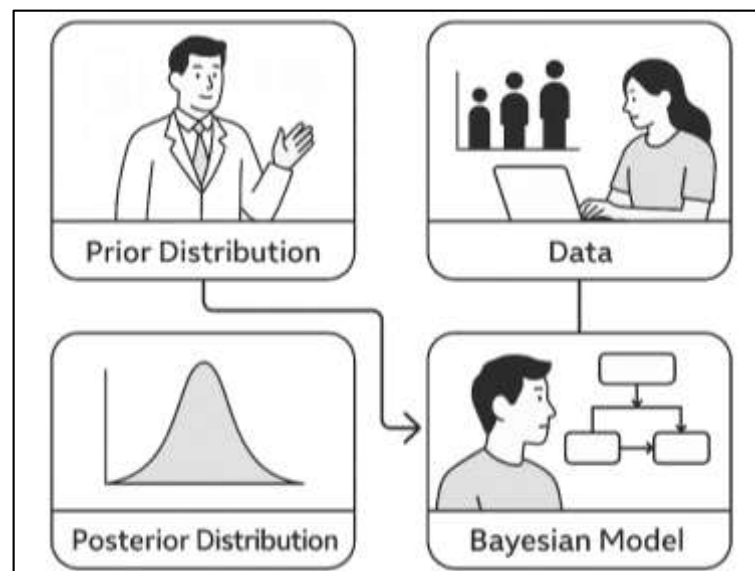 Prior Distribution
Data
Posterior Distribution
Bayesian Model